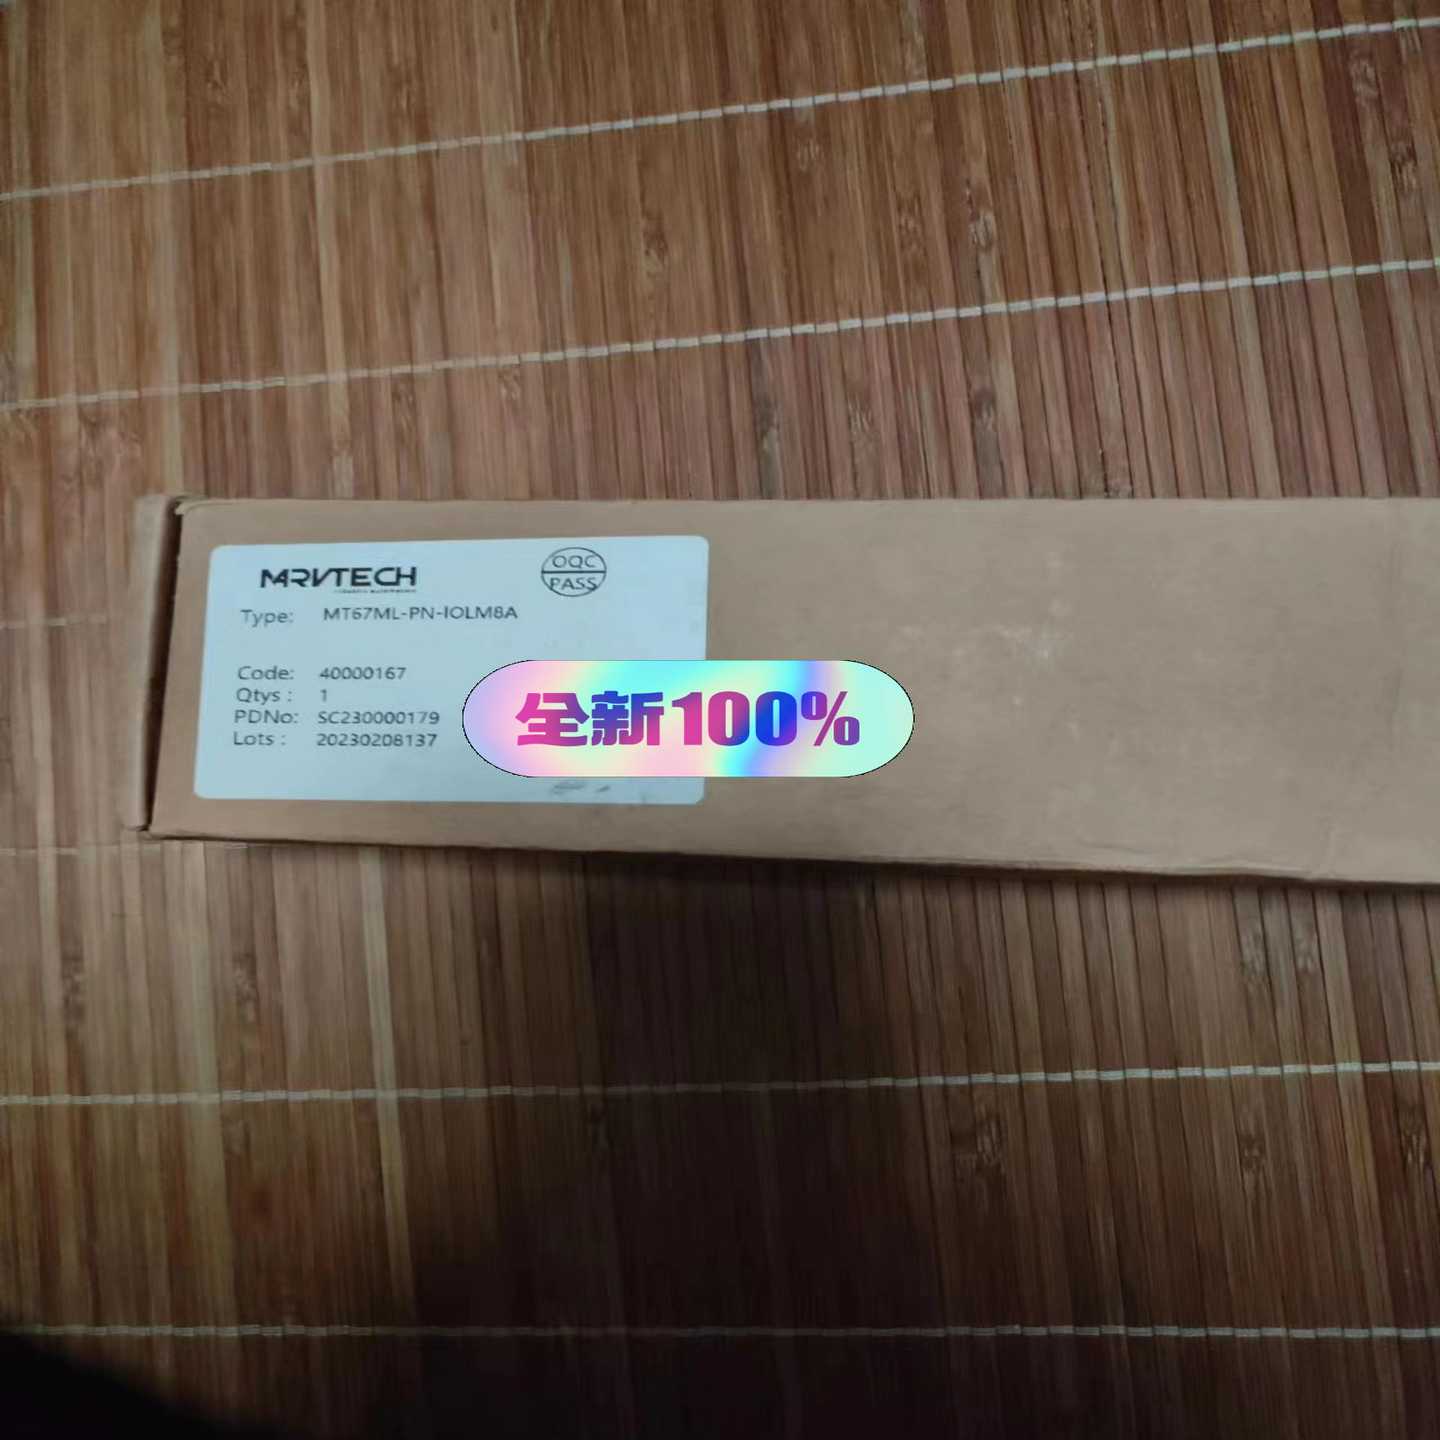 MRVTECH
OQC
PASS
Type: MT67ML-PN-IOLM8A
Code: 40000167
Qtys : 1
PDNo: SC230000179
Lots : 20230208137
全新100%